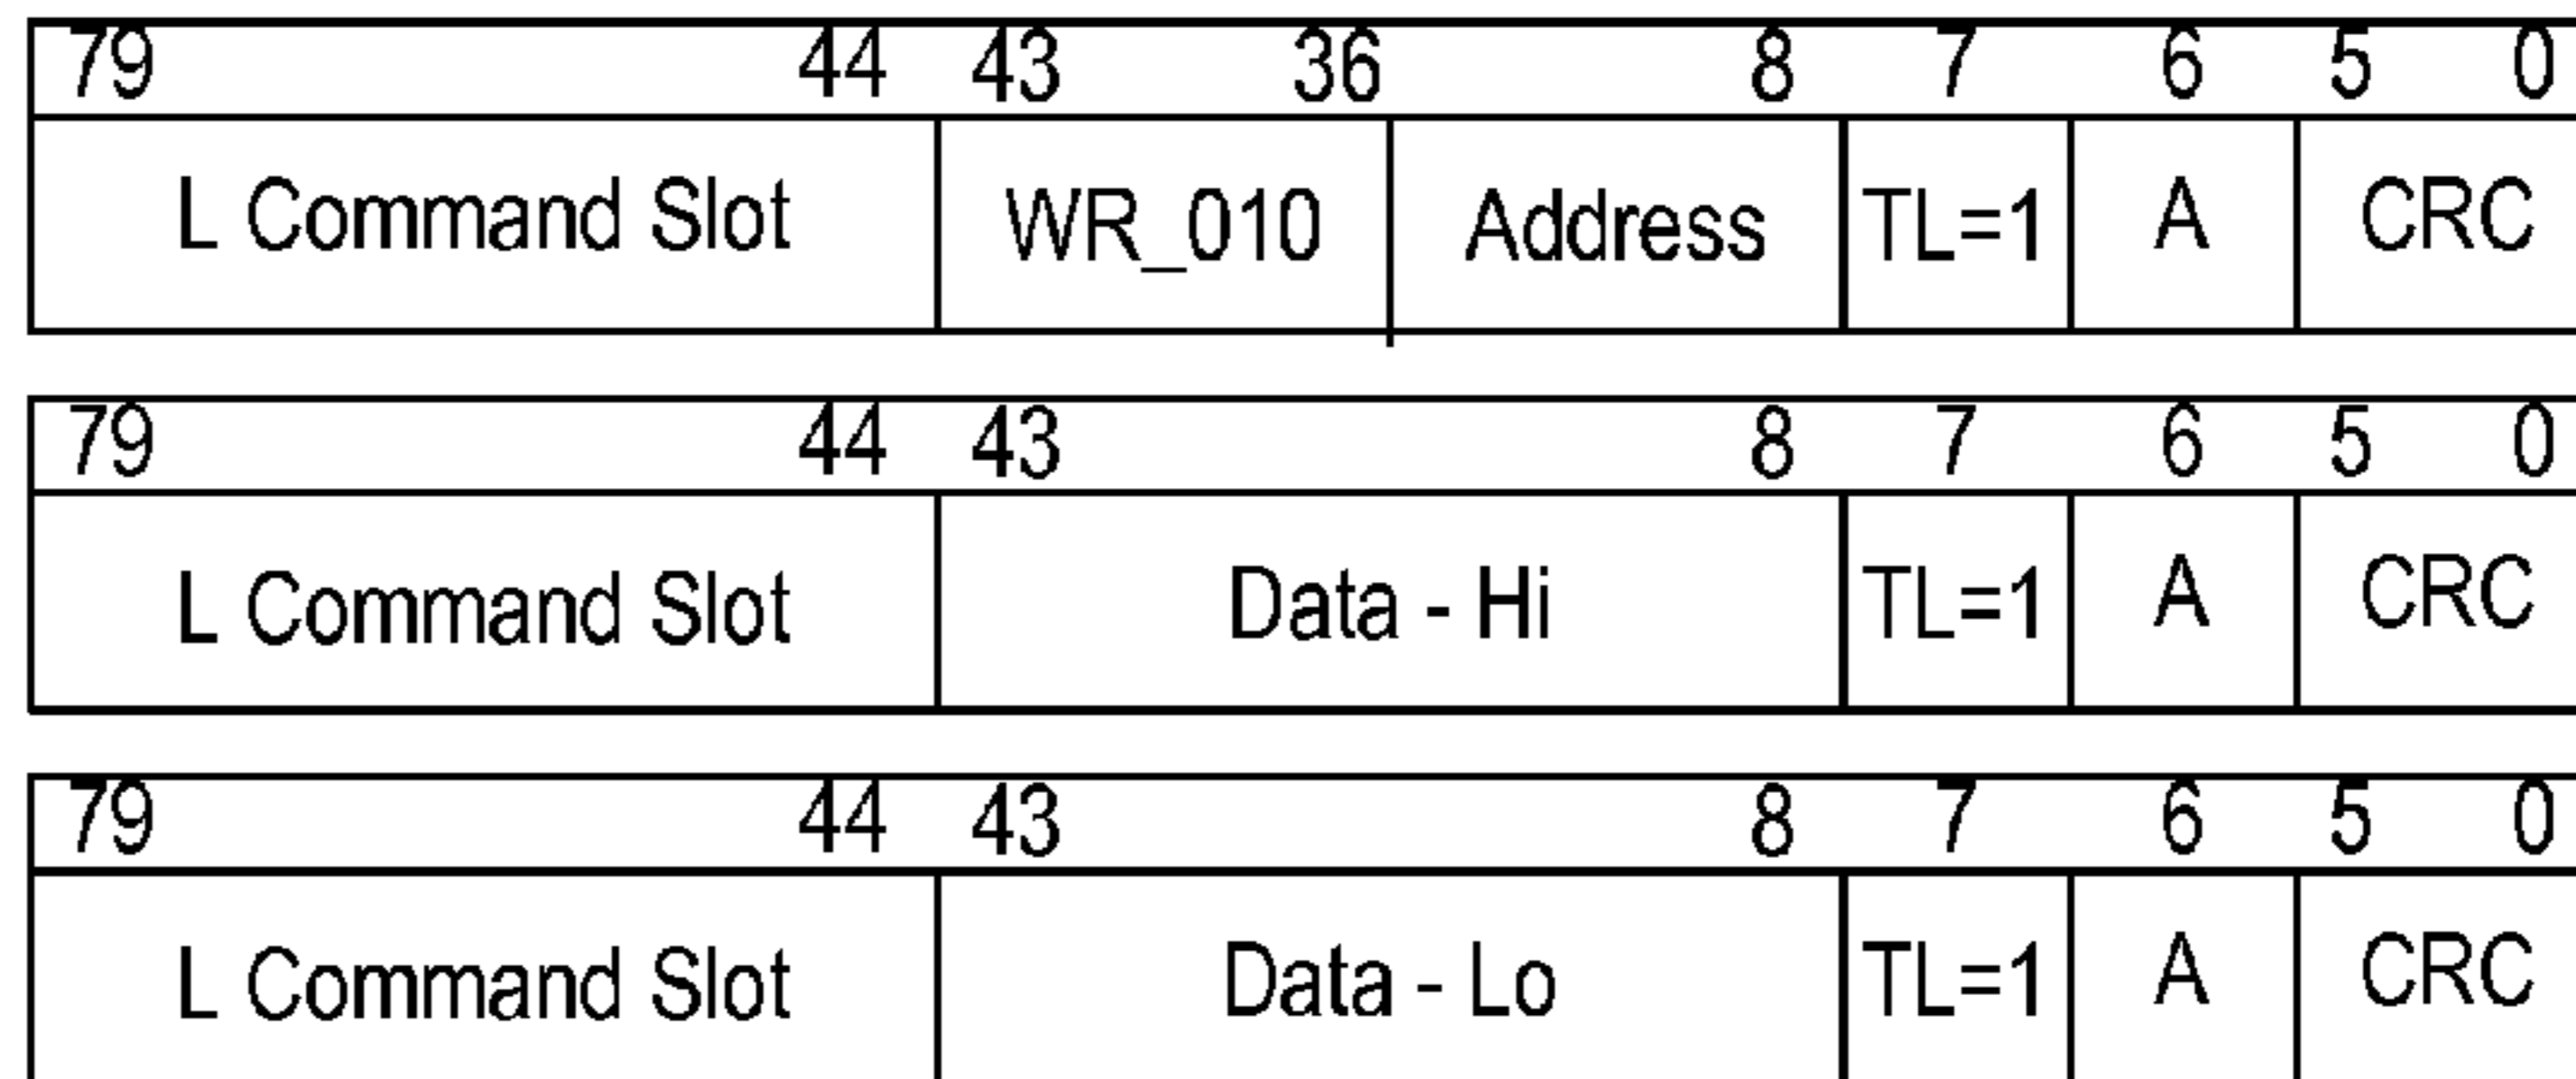 79 44 43 36 8 7 6 5 0
L Command Slot WR_010 Address TL=1 A CRC
79 44 43 8 7 6 5 0
L Command Slot Data - Hi TL=1 A CRC
79 44 43 8 7 6 5 0
L Command Slot Data - Lo TL=1 A CRC